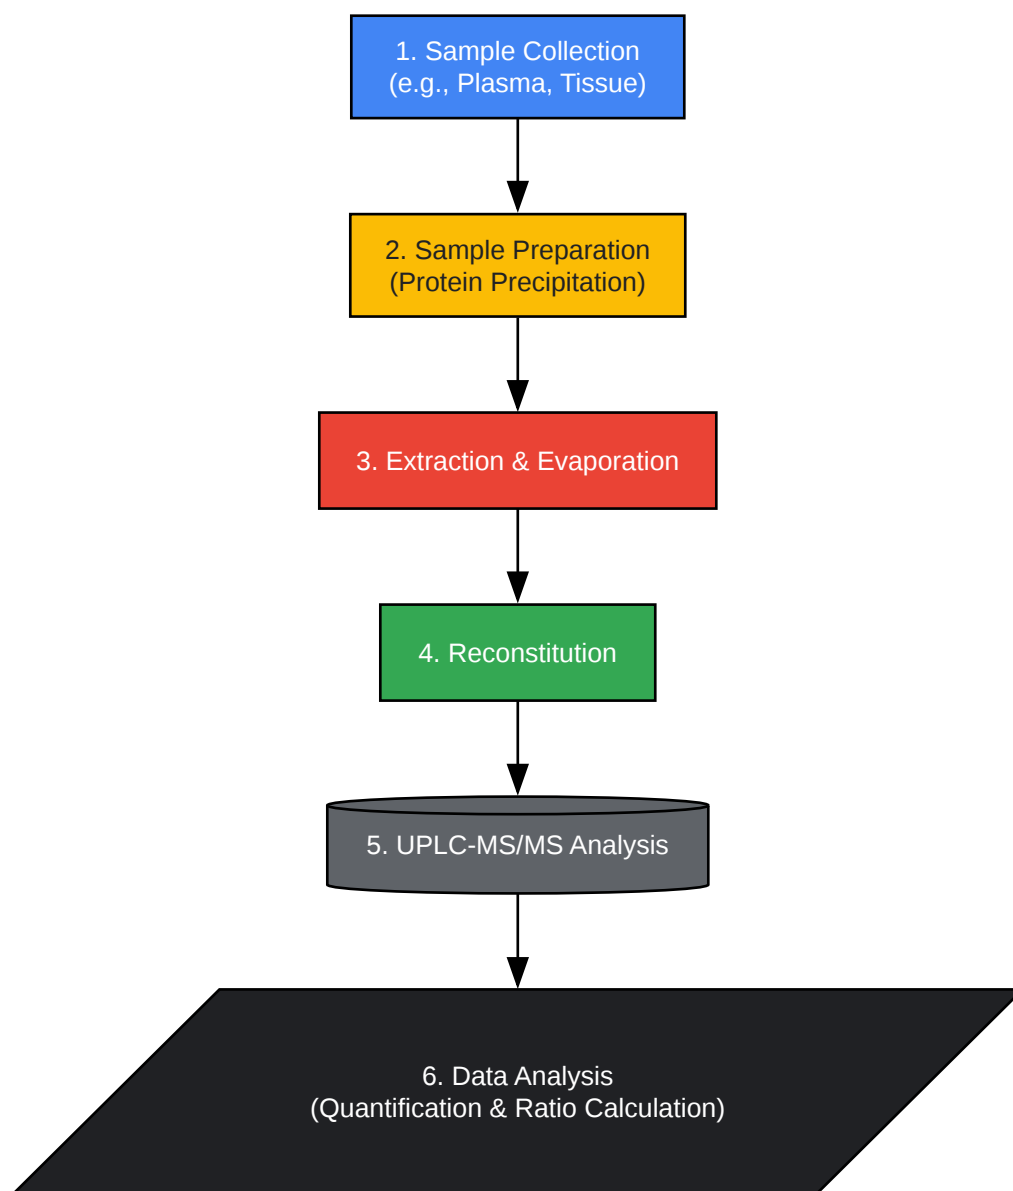 1. Sample Collection
(e.g., Plasma, Tissue)
2. Sample Preparation
(Protein Precipitation)
3. Extraction & Evaporation
4. Reconstitution
5. UPLC-MS/MS Analysis
6. Data Analysis
(Quantification & Ratio Calculation)